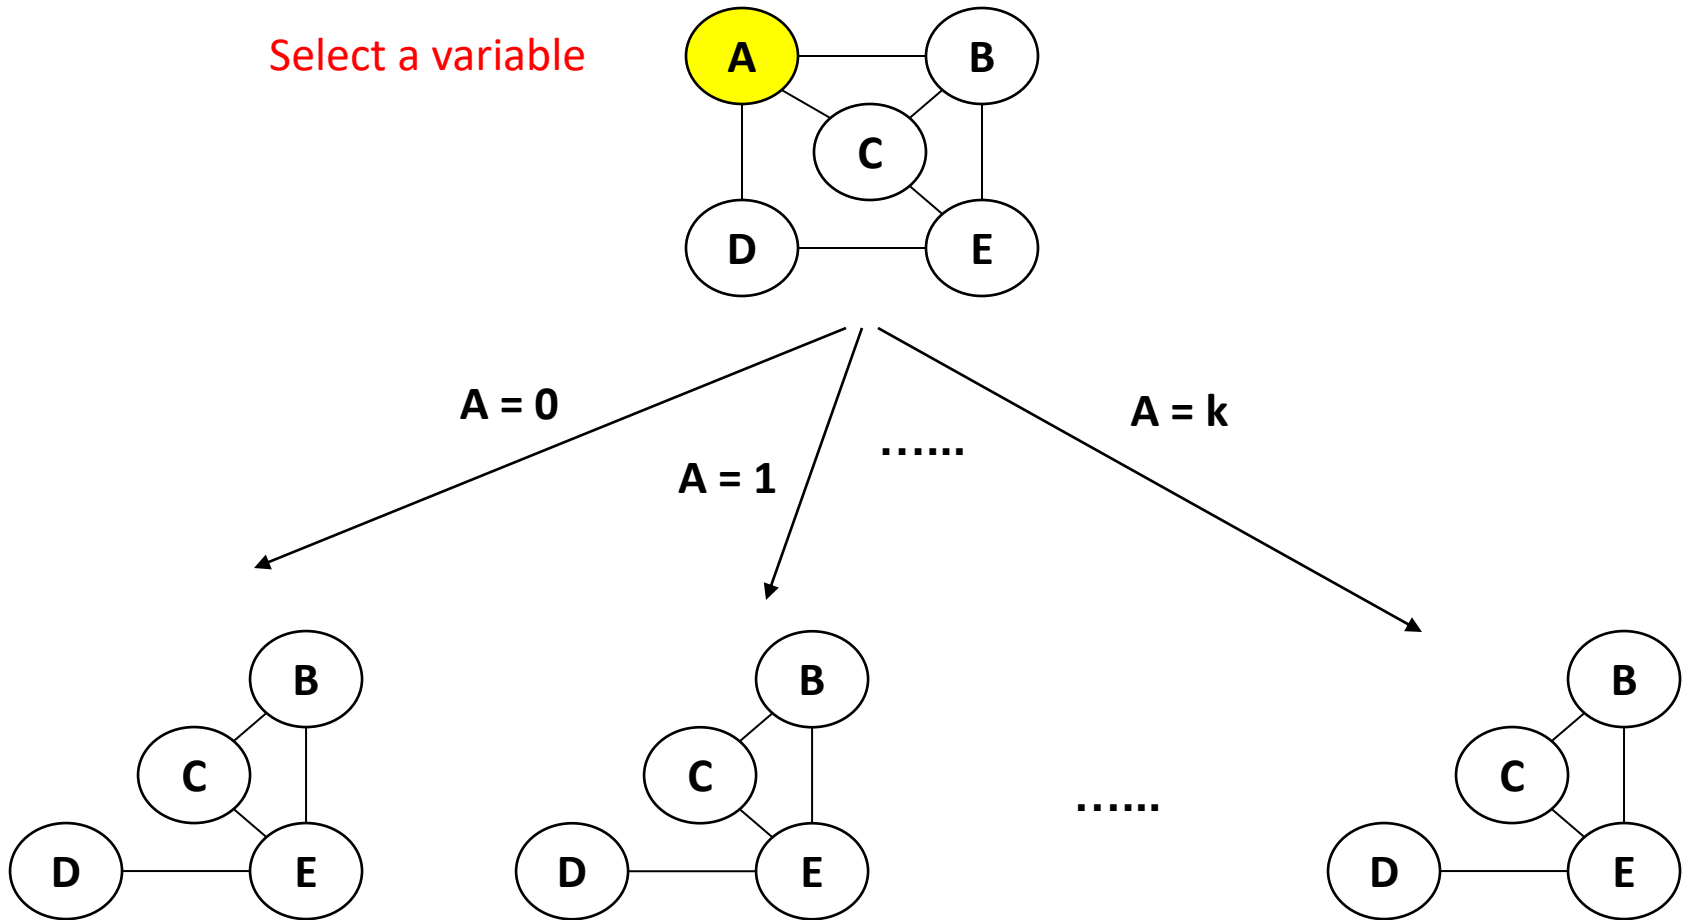 Select a variable
A
B
C
D
E
A = 0
A = k
…...
A = 1
B
B
B
C
C
C
…...
D
E
D
E
D
E